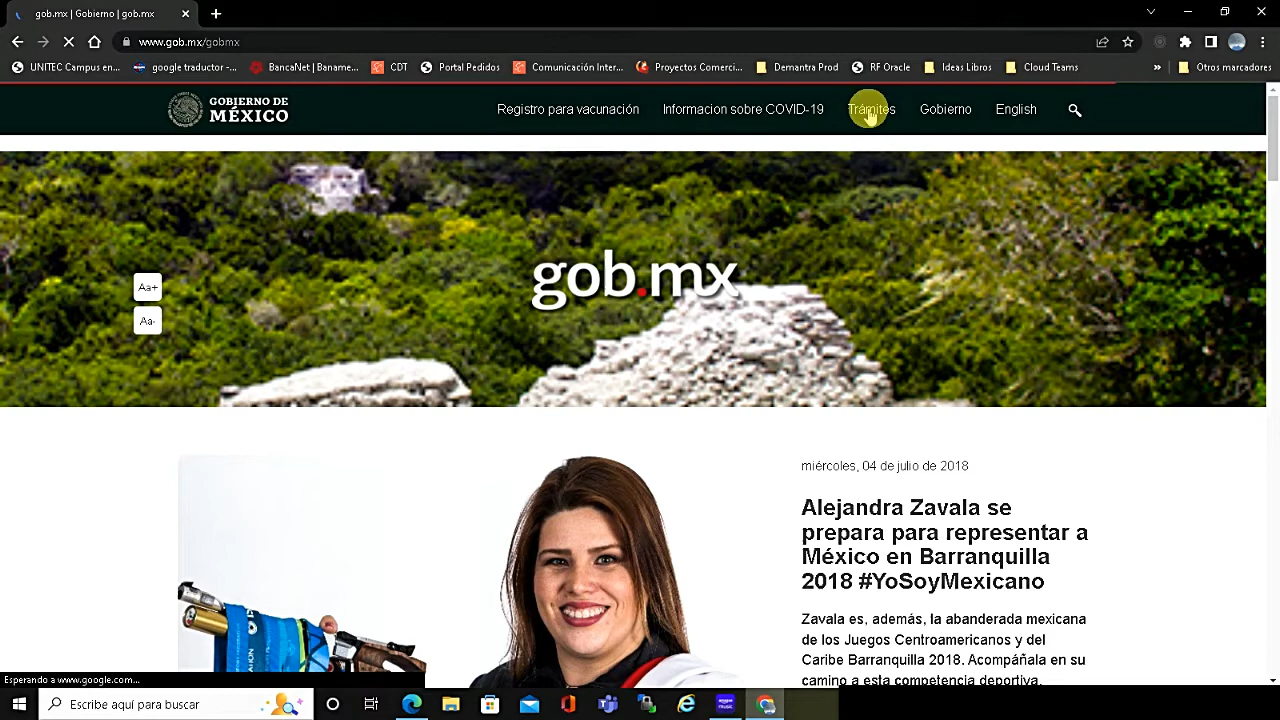 gob.mx | Gobierno | gob.mx
www.gob.mx/gobmx
UNITEC Campus en... google traductor -... BancaNet | Baname... CDT Portal Pedidos Comunicación Inter... Proyectos Comerci... Demantra Prod RF Oracle Ideas Libros Cloud Teams » Otros marcadores
GOBIERNO DE
MÉXICO
Registro para vacunación Informacion sobre COVID-19 Trámites Gobierno English
gob.mx
Aa+
Aa-
miércoles, 04 de julio de 2018
Alejandra Zavala se
prepara para representar a
México en Barranquilla
2018 #YoSoyMexicano
Zavala es, además, la abanderada mexicana
de los Juegos Centroamericanos y del
Caribe Barranquilla 2018. Acompáñala en su
camino a esta competencia deportiva.
Esperando a www.google.com...
Escribe aquí para buscar